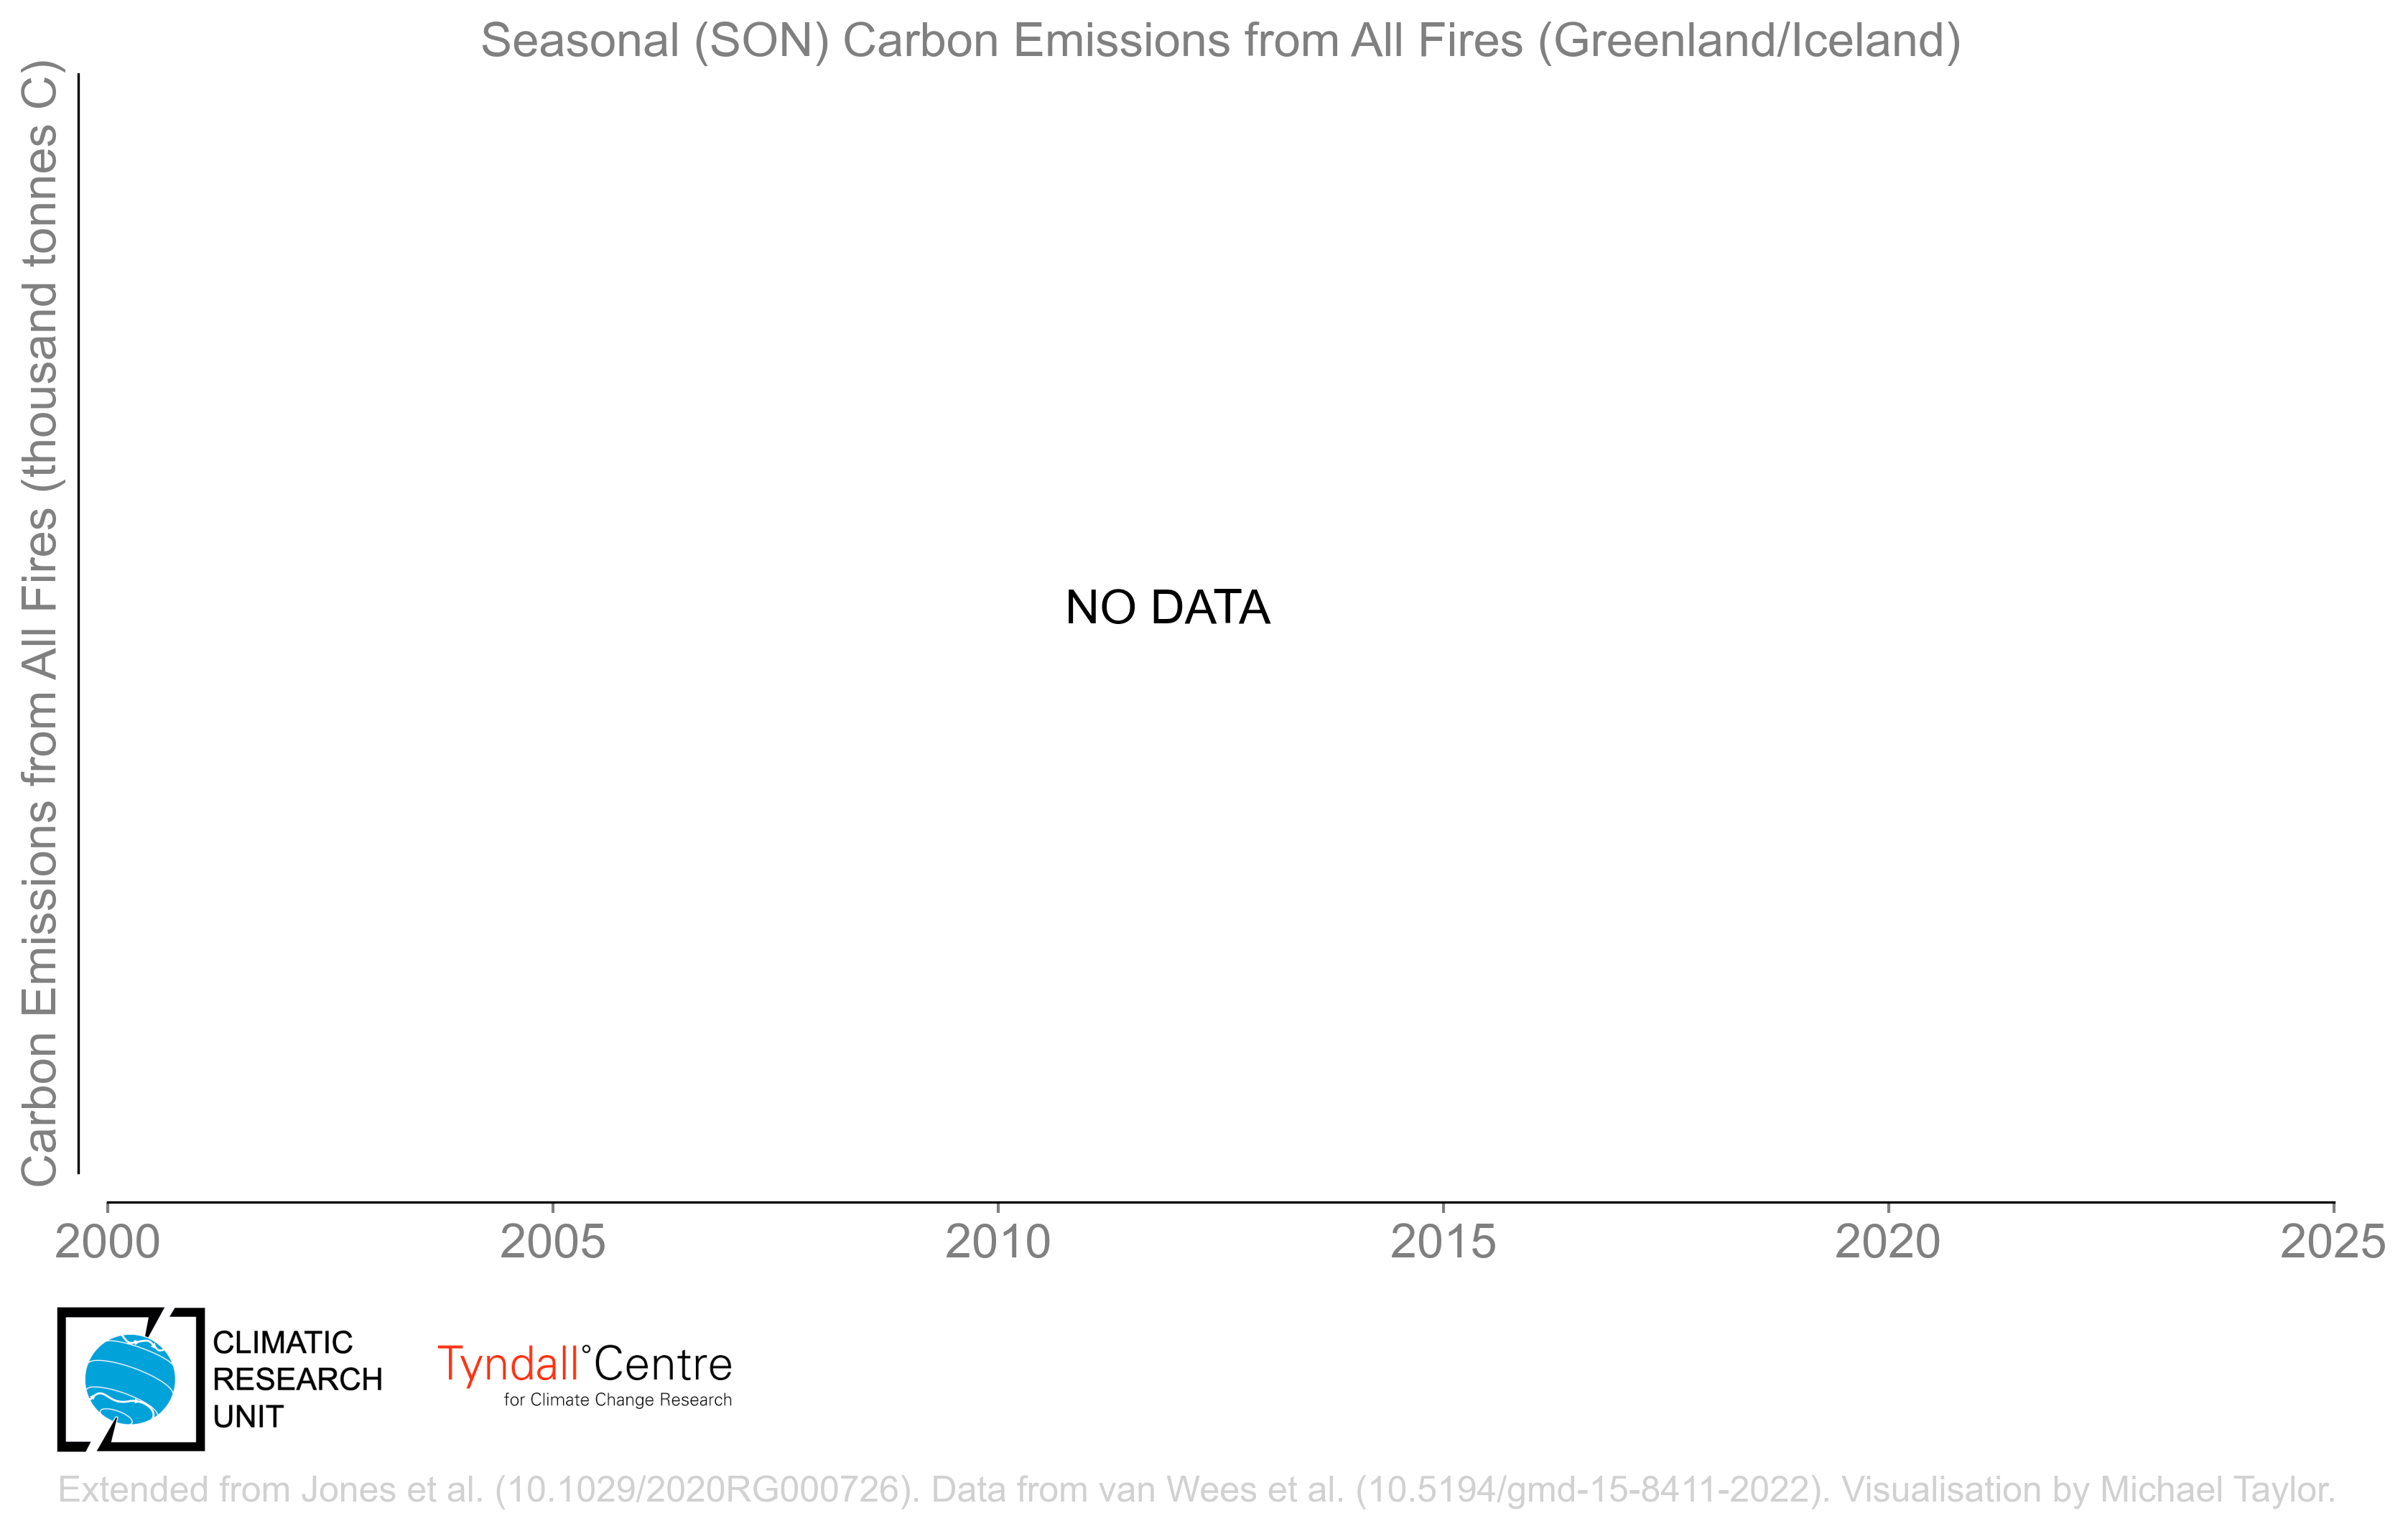 Seasonal (SON) Carbon Emissions from All Fires (Greenland/Iceland)
Carbon Emissions from All Fires (thousand tonnes C)
NO DATA
2000 2005 2010 2015 2020 2025
CLIMATIC
RESEARCH
UNIT
Tyndall°Centre
for Climate Change Research
Extended from Jones et al. (10.1029/2020RG000726). Data from van Wees et al. (10.5194/gmd-15-8411-2022). Visualisation by Michael Taylor.